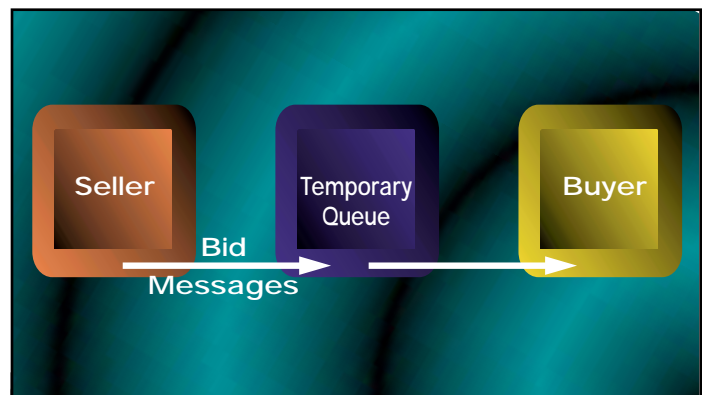 Seller
Temporary
Queue
Buyer
Bid
Messages